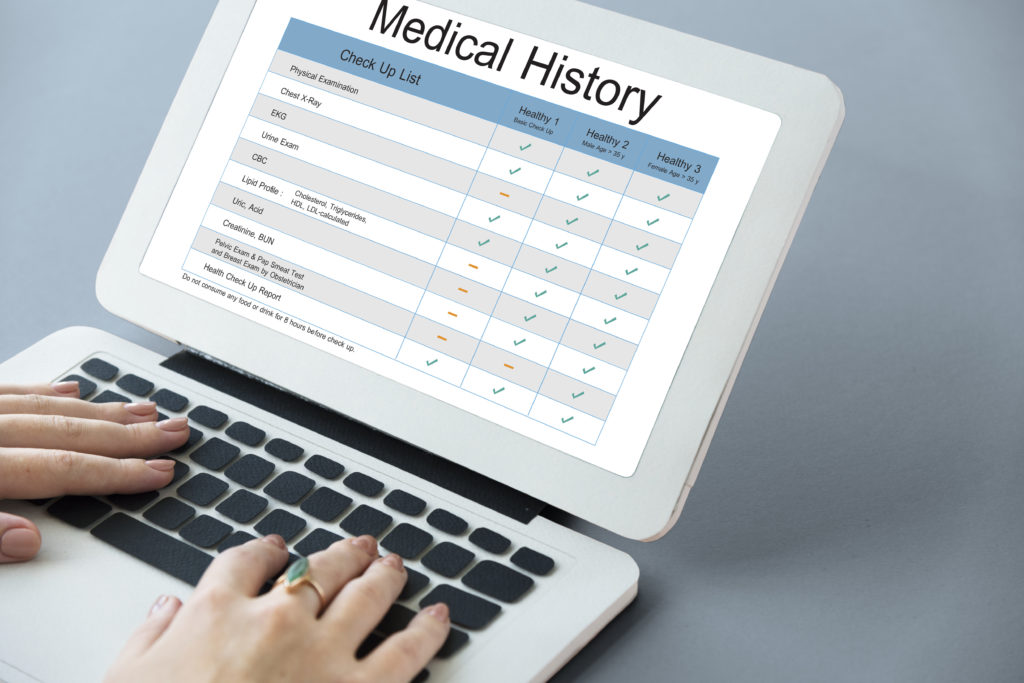 Medical History
Check Up List
Healthy 1
Basic Check Up
Healthy 2
Male Age > 35 y
Healthy 3
Female Age > 35 y
Physical Examination
Chest X-Ray
EKG
Urine Exam
CBC
Lipid Profile : Cholesterol, Triglycerides,
HDL, LDL-calculated
Uric, Acid
Creatinine, BUN
Pelvic Exam & Pap Smeat Test
and Breast Exam by Obstetrician
Health Check Up Report
Do not consume any food or drink for 8 hours before check up.